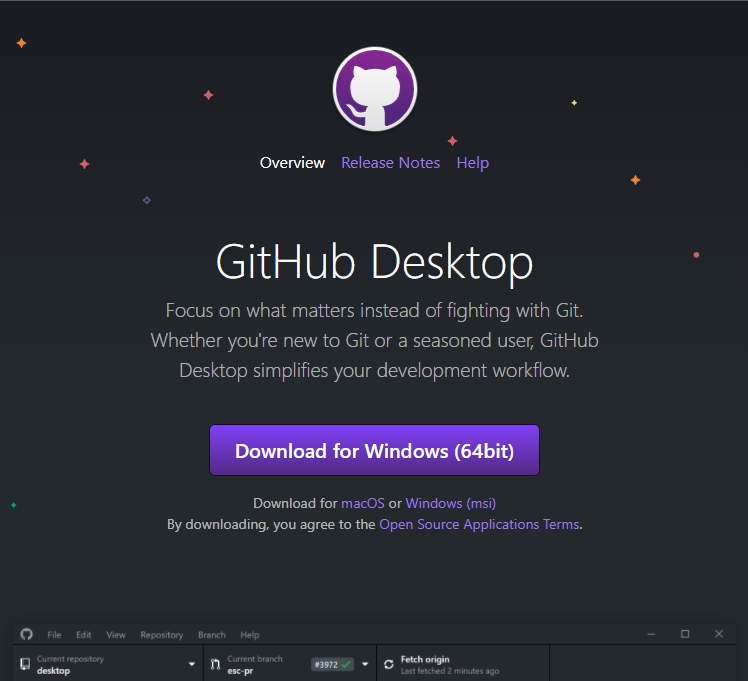 Overview Release Notes Help
GitHub Desktop
Focus on what matters instead of fighting with Git.
Whether you're new to Git or a seasoned user, GitHub
Desktop simplifies your development workflow.
Download for Windows (64bit)
Download for macOS or Windows (msi)
By downloading, you agree to the Open Source Applications Terms.
File Edit View Repository Branch Help
Current repository
desktop
Current branch
esc-pr
#3972
Fetch origin
Last fetched 2 minutes ago